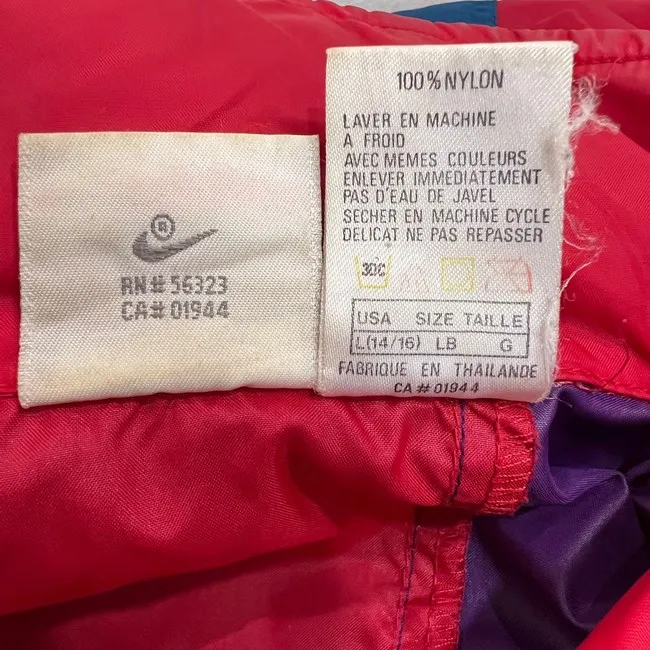 ®
RN# 56323
CA# 01944
100% NYLON
LAVER EN MACHINE
A FROID
AVEC MEMES COULEURS
ENLEVER IMMEDIATEMENT
PAS D'EAU DE JAVEL
SECHER EN MACHINE CYCLE
DELICAT NE PAS REPASSER
30C
USA SIZE TAILLE
L(14/16) LB G
FABRIQUE EN THAILANDE
CA # 01944